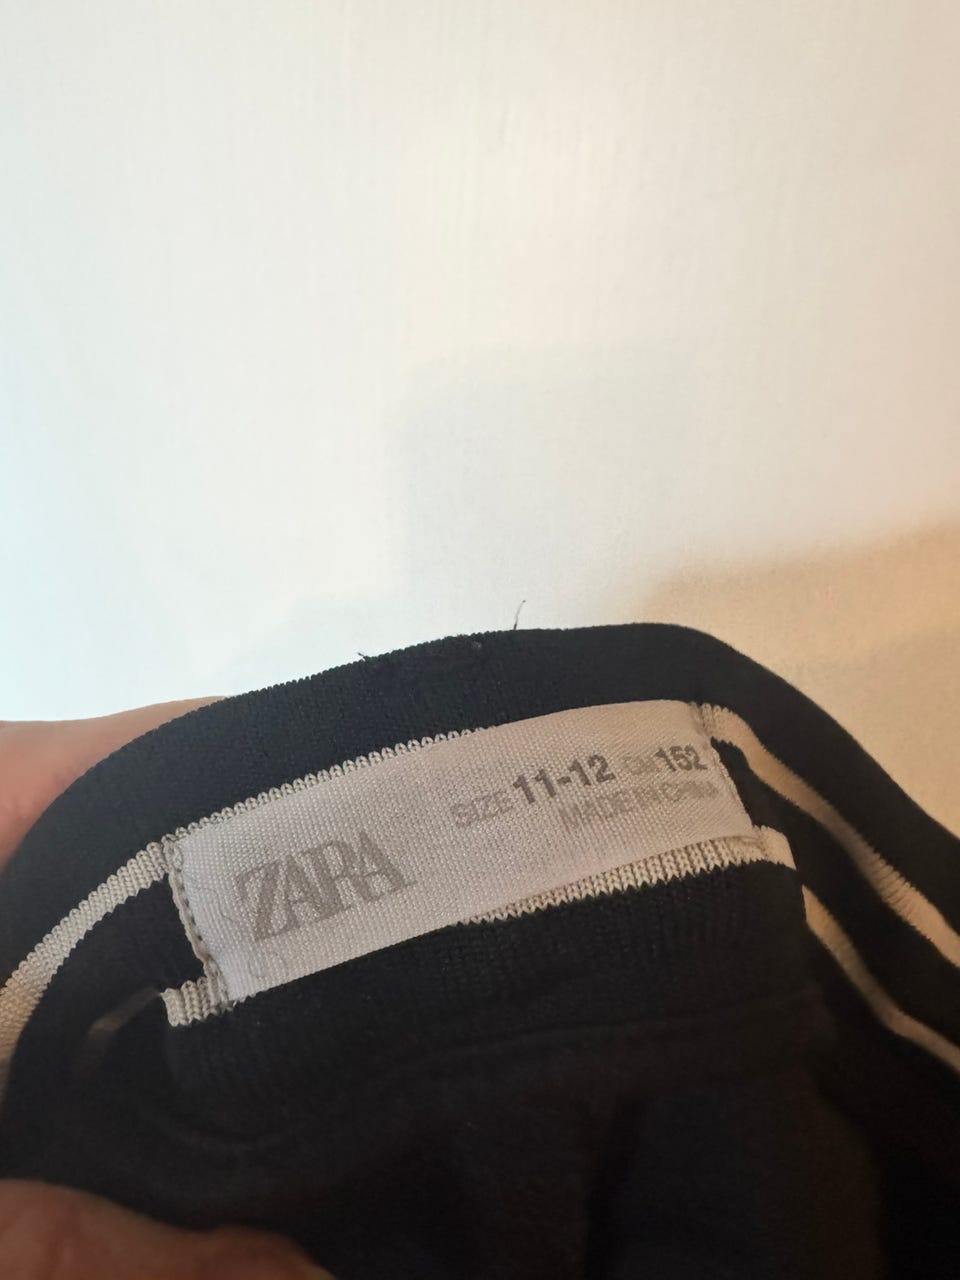 ZARA
SIZE 11-12 CM 152
MADE IN CHINA